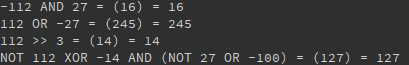 -112 AND 27 = (16) = 16
112 OR -27 = (245) = 245
112 >> 3 = (14) = 14
NOT 112 XOR -14 AND (NOT 27 OR -100) = (127) = 127